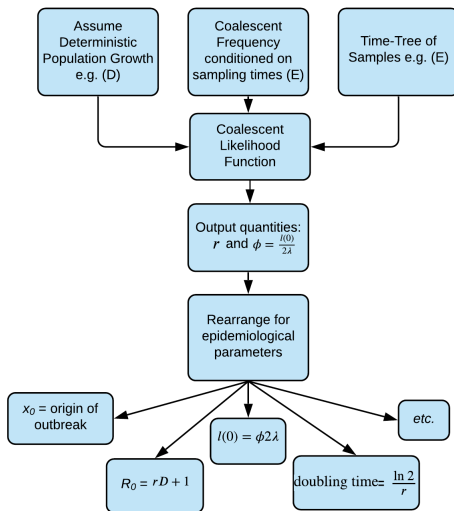 Assume
Deterministic
Population Growth
e.g. (D)
Coalescent
Frequency
conditioned on
sampling times (E)
Time-Tree of
Samples e.g. (E)
Coalescent
Likelihood
Function
Output quantities:
r and ϕ = l(0)/2λ
Rearrange for
epidemiological
parameters
x₀ = origin of
outbreak
R₀ = rD + 1
l(0) = ϕ2λ
doubling time= ln 2/r
etc.